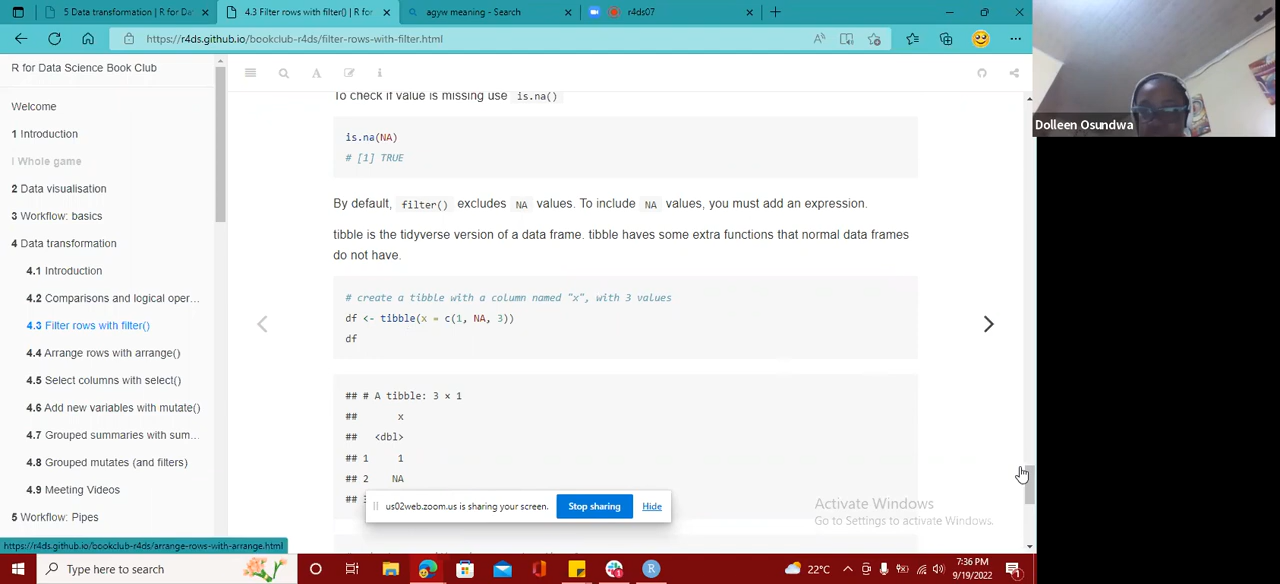 5 Data transformation | R for Dat
4.3 Filter rows with filter() | R for
agyw meaning - Search
r4ds07
https://r4ds.github.io/bookclub-r4ds/filter-rows-with-filter.html
R for Data Science Book Club
Welcome
1 Introduction
I Whole game
2 Data visualisation
3 Workflow: basics
4 Data transformation
4.1 Introduction
4.2 Comparisons and logical oper...
4.3 Filter rows with filter()
4.4 Arrange rows with arrange()
4.5 Select columns with select()
4.6 Add new variables with mutate()
4.7 Grouped summaries with sum...
4.8 Grouped mutates (and filters)
4.9 Meeting Videos
5 Workflow: Pipes
https://r4ds.github.io/bookclub-r4ds/arrange-rows-with-arrange.html
To check if value is missing use is.na()
is.na(NA)
# [1] TRUE
By default, filter() excludes NA values. To include NA values, you must add an expression.
tibble is the tidyverse version of a data frame. tibble haves some extra functions that normal data frames
do not have.
# create a tibble with a column named "x", with 3 values
df <- tibble(x = c(1, NA, 3))
df
## # A tibble: 3 × 1
## x
## <dbl>
## 1 1
## 2 NA
## 
us02web.zoom.us is sharing your screen.
Stop sharing
Hide
Activate Windows
Go to Settings to activate Windows.
Dolleen Osundwa
Type here to search
22°C
7:36 PM
9/19/2022